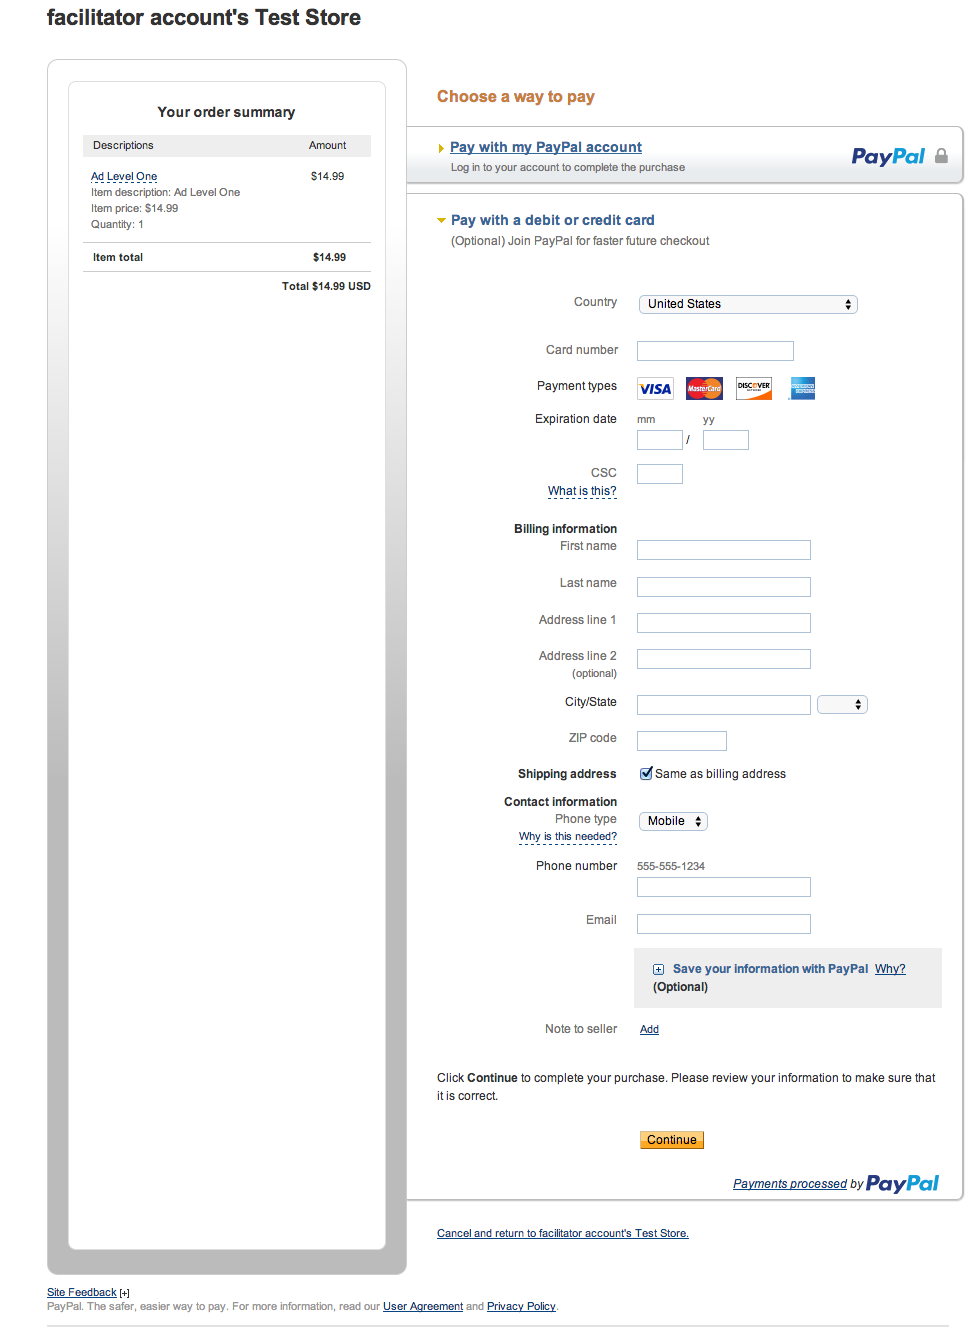 facilitator account's Test Store
Your order summary
Descriptions Amount
Ad Level One $14.99
Item description: Ad Level One
Item price: $14.99
Quantity: 1
Item total $14.99
Total $14.99 USD
Choose a way to pay
Pay with my PayPal account
Log in to your account to complete the purchase
PayPal
Pay with a debit or credit card
(Optional) Join PayPal for faster future checkout
Country United States
Card number
Payment types VISA MasterCard DISCOVER
Expiration date mm yy
/
CSC
What is this?
Billing information
First name
Last name
Address line 1
Address line 2
(optional)
City/State
ZIP code
Shipping address Same as billing address
Contact information
Phone type Mobile
Why is this needed?
Phone number 555-555-1234
Email
Save your information with PayPal Why?
(Optional)
Note to seller Add
Click Continue to complete your purchase. Please review your information to make sure that
it is correct.
Continue
Payments processed by PayPal
Cancel and return to facilitator account's Test Store.
Site Feedback [+]
PayPal. The safer, easier way to pay. For more information, read our User Agreement and Privacy Policy.